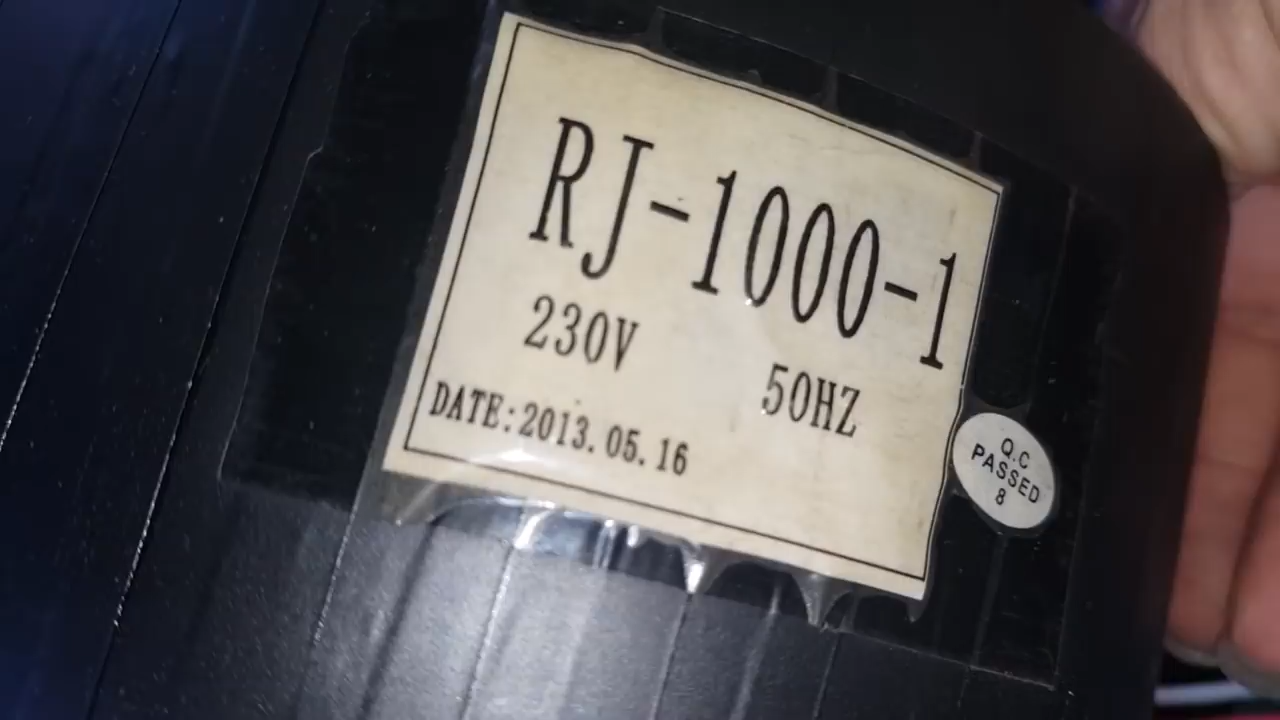 RJ-1000-1
230V 50HZ
DATE:2013.05.16
Q.C
PASSED
8